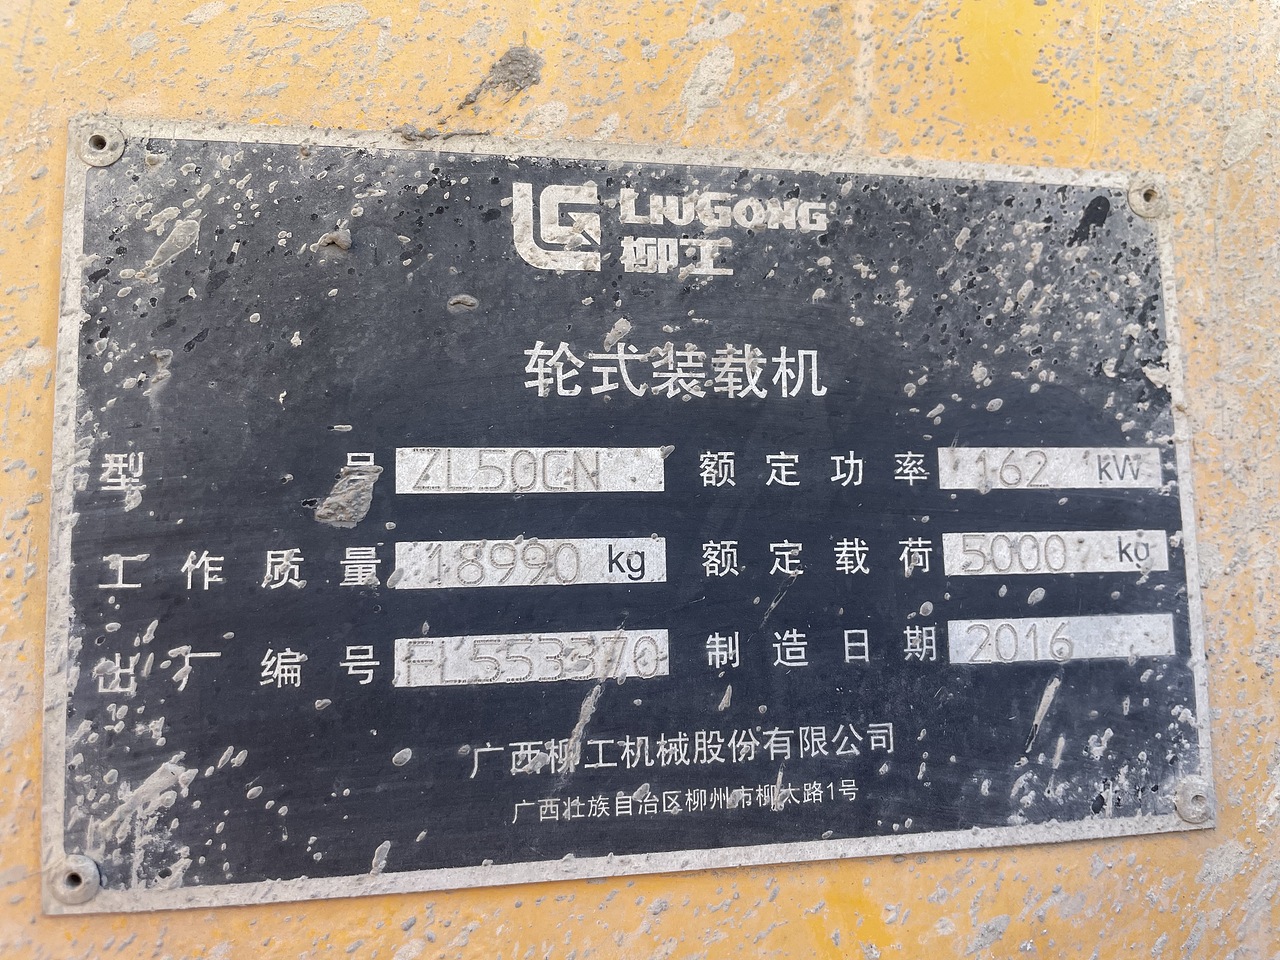 LIUGONG
柳工
轮式装载机
型号 ZL50CN 额定功率 162 kW
工作质量 18990 kg 额定载荷 5000 kg
出厂编号 FL553370 制造日期 2016
广西柳工机械股份有限公司
广西壮族自治区柳州市柳太路1号